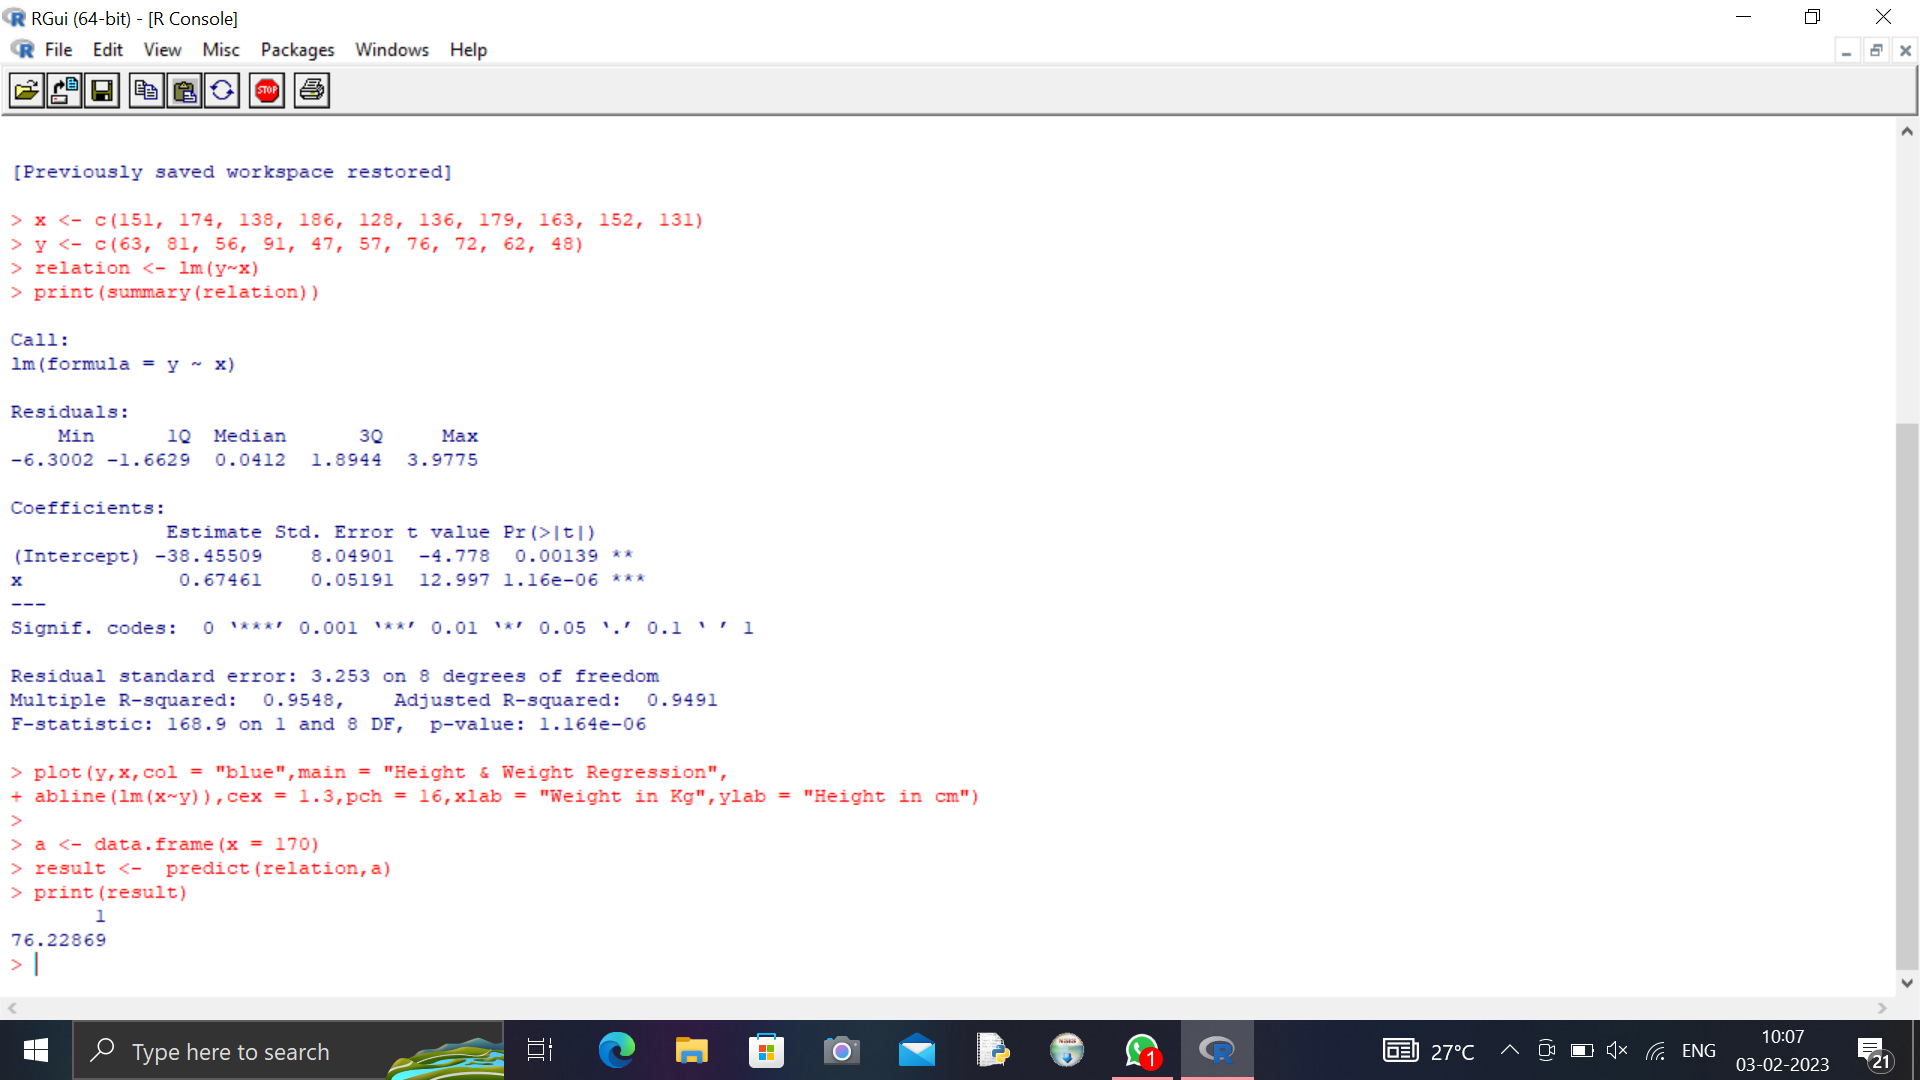 RGui (64-bit) - [R Console]
File Edit View Misc Packages Windows Help
STOP
[Previously saved workspace restored]
> x <- c(151, 174, 138, 186, 128, 136, 179, 163, 152, 131)
> y <- c(63, 81, 56, 91, 47, 57, 76, 72, 62, 48)
> relation <- lm(y~x)
> print(summary(relation))
Call:
lm(formula = y ~ x)
Residuals:
    Min      1Q  Median      3Q     Max
-6.3002 -1.6629  0.0412  1.8944  3.9775
Coefficients:
             Estimate Std. Error t value Pr(>|t|)
(Intercept) -38.45509    8.04901  -4.778  0.00139 **
x             0.67461    0.05191  12.997 1.16e-06 ***
---
Signif. codes:  0 ‘***’ 0.001 ‘**’ 0.01 ‘*’ 0.05 ‘.’ 0.1 ‘ ’ 1
Residual standard error: 3.253 on 8 degrees of freedom
Multiple R-squared:  0.9548,    Adjusted R-squared:  0.9491
F-statistic: 168.9 on 1 and 8 DF,  p-value: 1.164e-06
> plot(y,x,col = "blue",main = "Height & Weight Regression",
+ abline(lm(x~y)),cex = 1.3,pch = 16,xlab = "Weight in Kg",ylab = "Height in cm")
>
> a <- data.frame(x = 170)
> result <-  predict(relation,a)
> print(result)
       1
76.22869
>
Type here to search
1
27°C
ENG
10:07
03-02-2023
21